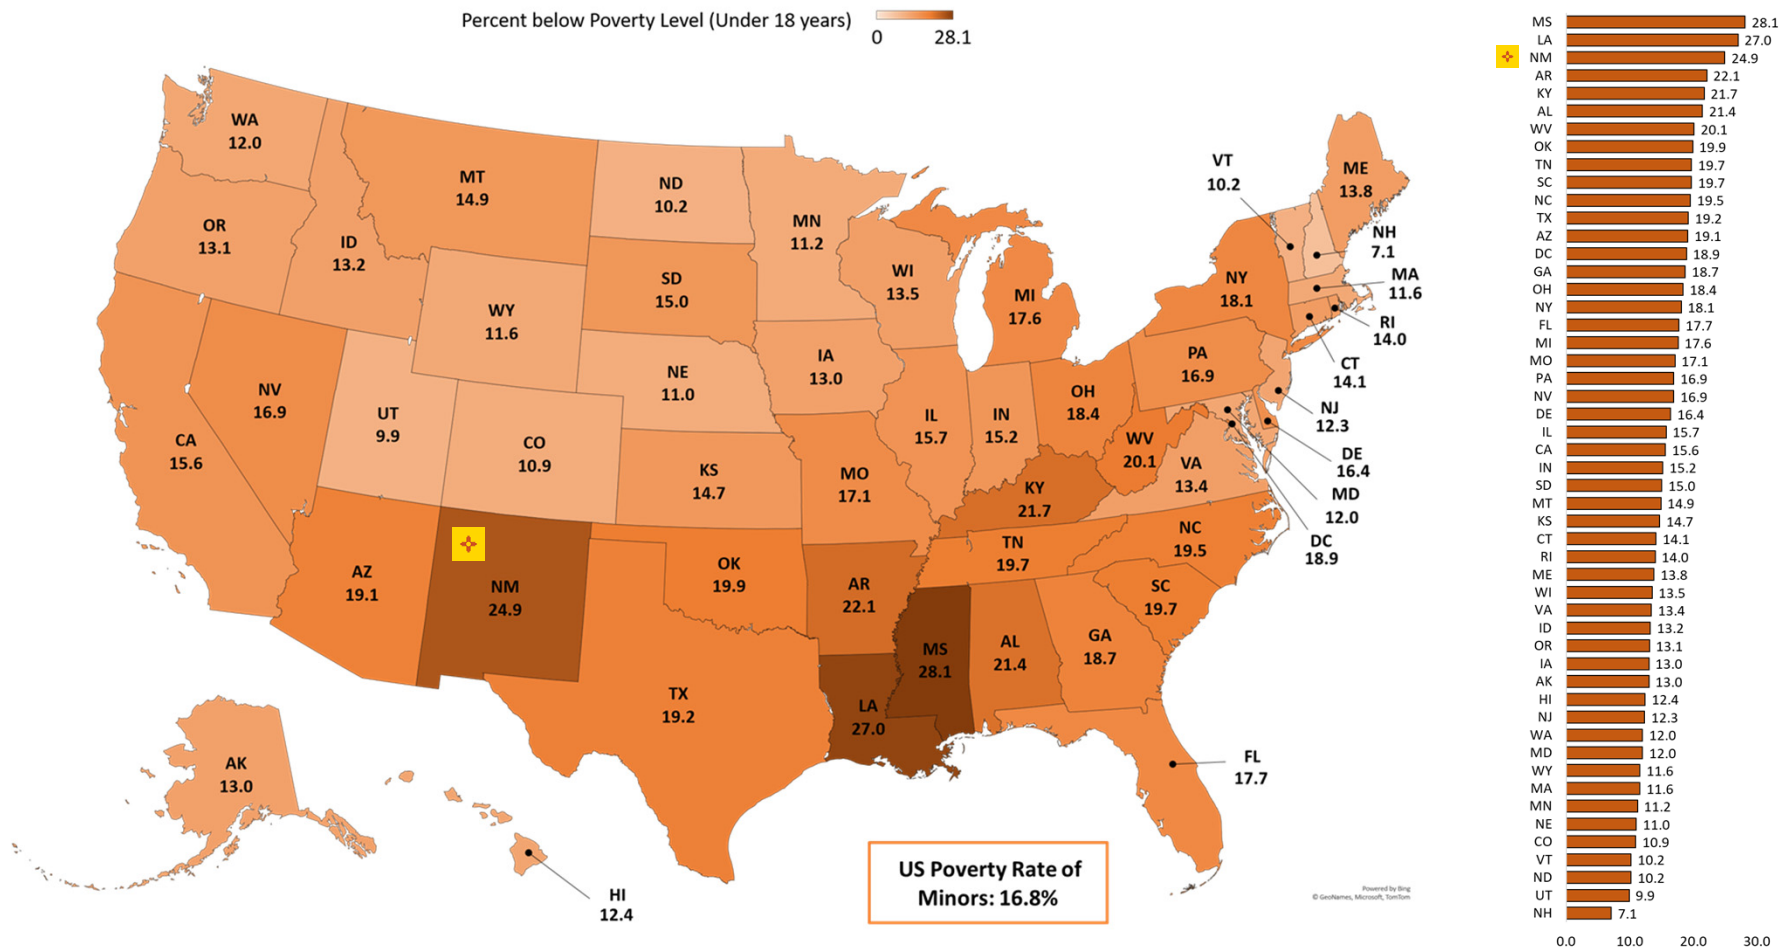 Percent below Poverty Level (Under 18 years)
0
28.1
WA
12.0
MT
14.9
ND
10.2
MN
11.2
VT
10.2
ME
13.8
OR
13.1
ID
13.2
SD
15.0
WI
13.5
MI
17.6
NY
18.1
NH
7.1
MA
11.6
RI
14.0
CT
14.1
WY
11.6
NE
11.0
IA
13.0
PA
16.9
NJ
12.3
NV
16.9
UT
9.9
CO
10.9
CA
15.6
KS
14.7
MO
17.1
IL
15.7
IN
15.2
OH
18.4
WV
20.1
VA
13.4
DE
16.4
MD
12.0
DC
18.9
KY
21.7
TN
19.7
NC
19.5
SC
19.7
AZ
19.1
NM
24.9
OK
19.9
AR
22.1
MS
28.1
AL
21.4
GA
18.7
TX
19.2
LA
27.0
FL
17.7
AK
13.0
HI
12.4
US Poverty Rate of
Minors: 16.8%
Powered by Bing
© GeoNames, Microsoft, TomTom
MS 28.1
LA 27.0
NM 24.9
AR 22.1
KY 21.7
AL 21.4
WV 20.1
OK 19.9
TN 19.7
SC 19.7
NC 19.5
TX 19.2
AZ 19.1
DC 18.9
GA 18.7
OH 18.4
NY 18.1
FL 17.7
MI 17.6
MO 17.1
PA 16.9
NV 16.9
DE 16.4
IL 15.7
CA 15.6
IN 15.2
SD 15.0
MT 14.9
KS 14.7
CT 14.1
RI 14.0
ME 13.8
WI 13.5
VA 13.4
ID 13.2
OR 13.1
IA 13.0
AK 13.0
HI 12.4
NJ 12.3
WA 12.0
MD 12.0
WY 11.6
MA 11.6
MN 11.2
NE 11.0
CO 10.9
VT 10.2
ND 10.2
UT 9.9
NH 7.1
0.0 10.0 20.0 30.0